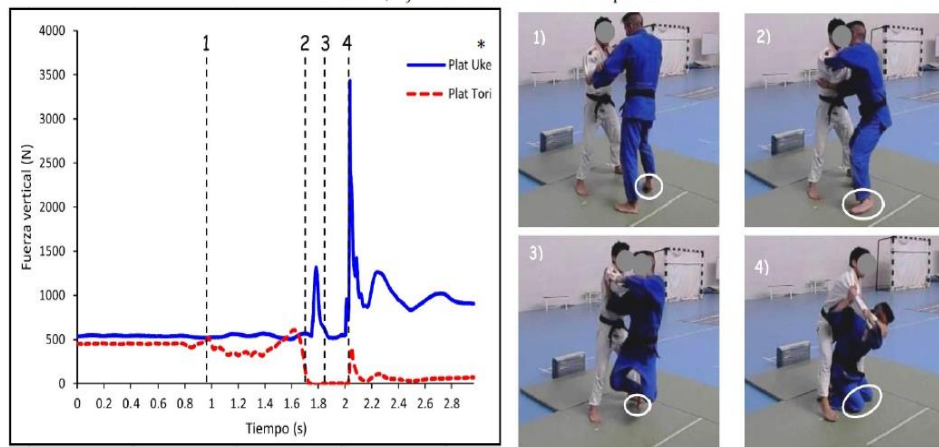 4000
3500
3000
2500
2000
1500
1000
500
0
Fuerza vertical (N)
1 2 3 4
*
Plat Uke
Plat Tori
0 0.2 0.4 0.6 0.8 1 1.2 1.4 1.6 1.8 2 2.2 2.4 2.6 2.8
Tiempo (s)
1)
2)
3)
4)